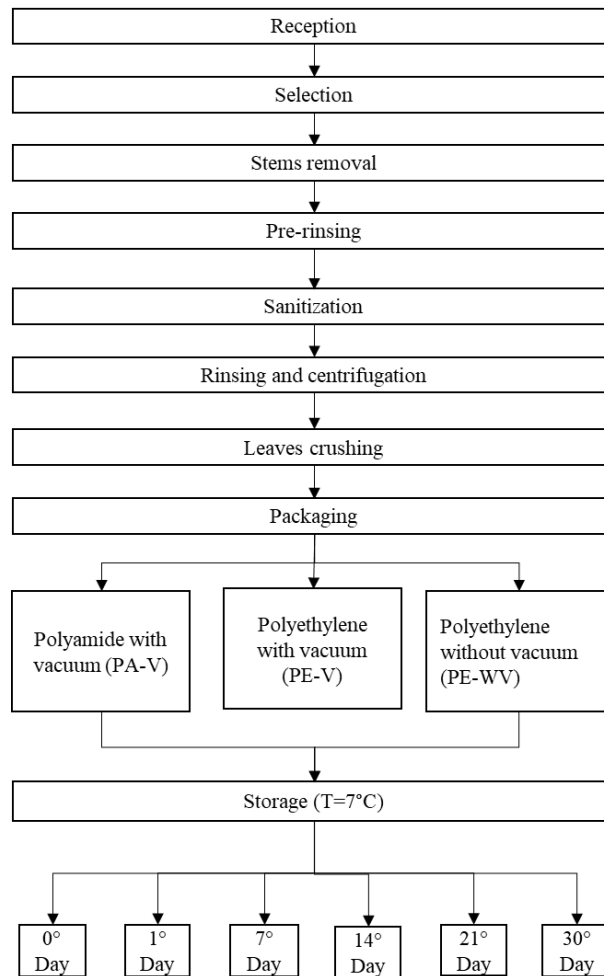 Reception
Selection
Stems removal
Pre-rinsing
Sanitization
Rinsing and centrifugation
Leaves crushing
Packaging
Polyamide with
vacuum (PA-V)
Polyethylene
with vacuum
(PE-V)
Polyethylene
without vacuum
(PE-WV)
Storage (T=7°C)
0°
Day
1°
Day
7°
Day
14°
Day
21°
Day
30°
Day